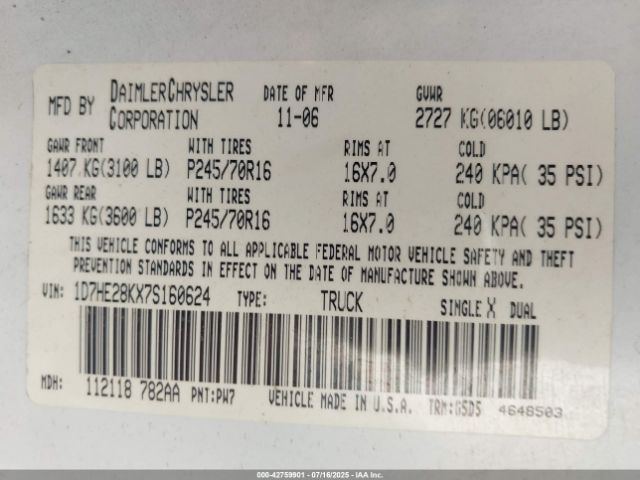 MFD BY DAIMLERCHRYSLER CORPORATION DATE OF MFR 11-06 GVWR 2727 KG(06010 LB)
GAWR FRONT WITH TIRES RIMS AT COLD
1407 KG(3100 LB) P245/70R16 16X7.0 240 KPA( 35 PSI)
GAWR REAR WITH TIRES RIMS AT COLD
1633 KG(3600 LB) P245/70R16 16X7.0 240 KPA( 35 PSI)
THIS VEHICLE CONFORMS TO ALL APPLICABLE FEDERAL MOTOR VEHICLE SAFETY AND THEFT
PREVENTION STANDARDS IN EFFECT ON THE DATE OF MANUFACTURE SHOWN ABOVE.
VIN: 1D7HE28KX7S160624 TYPE: TRUCK SINGLE X DUAL
MDH: 112118 782AA PNT:PW7 VEHICLE MADE IN U.S.A. TRM:G5D5 4648503
000-42759901 - 07/16/2025 - IAA Inc.